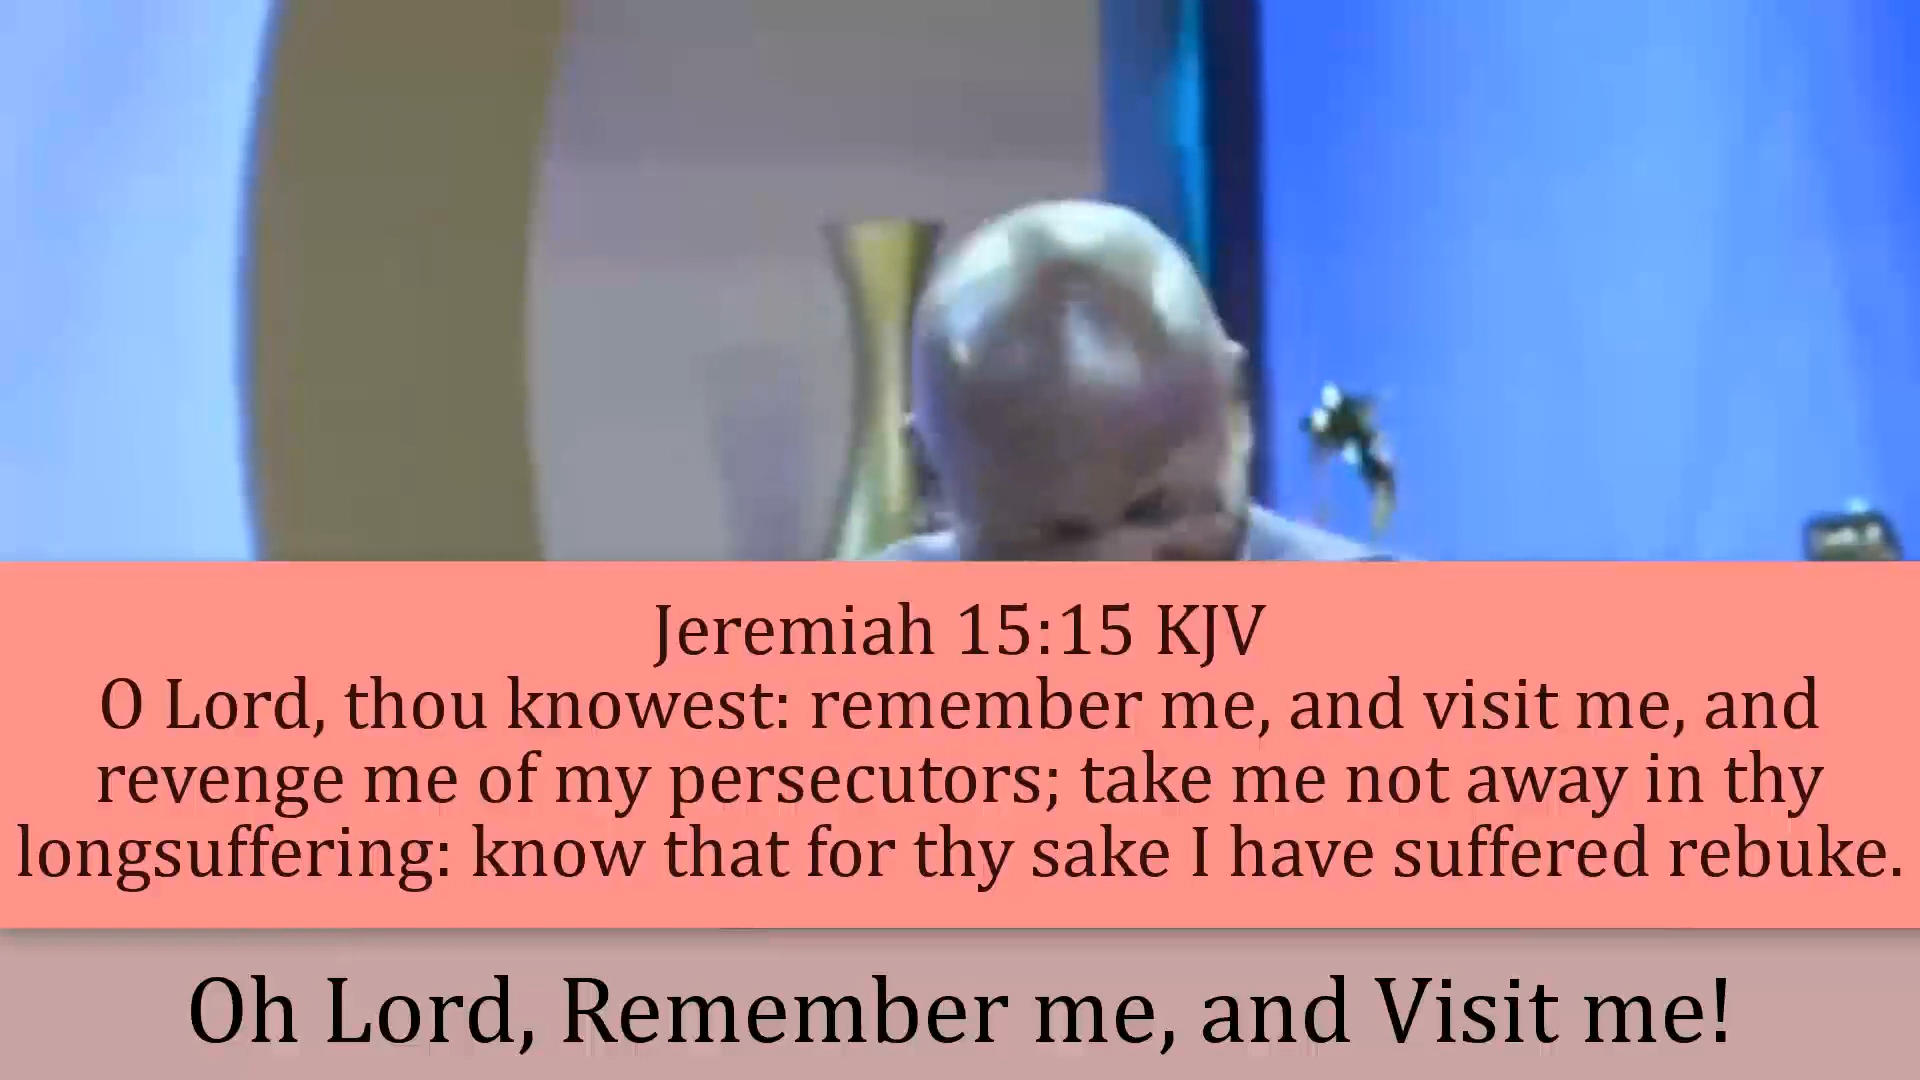 Jeremiah 15:15 KJV
O Lord, thou knowest: remember me, and visit me, and
revenge me of my persecutors; take me not away in thy
longsuffering: know that for thy sake I have suffered rebuke.
Oh Lord, Remember me, and Visit me!